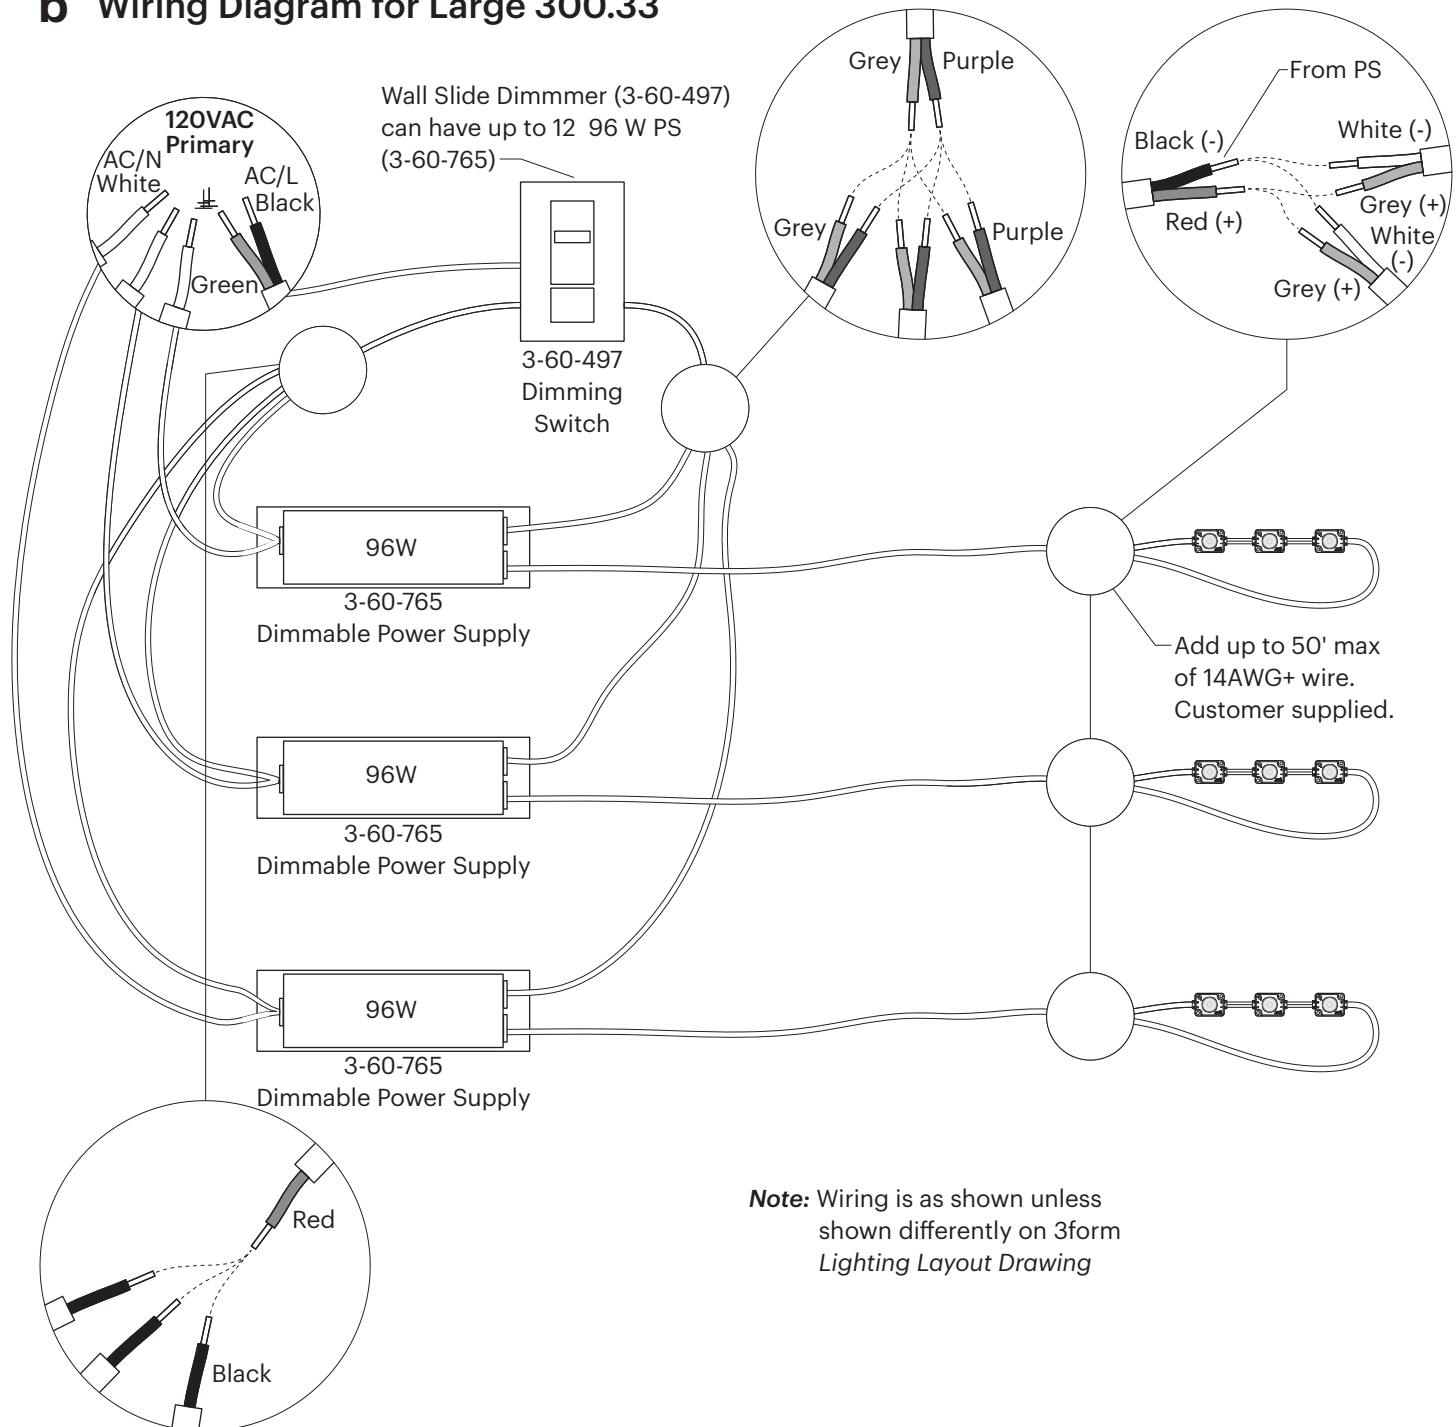 b Wiring Diagram for Large 300.33
Wall Slide Dimmmer (3-60-497)
can have up to 12 96 W PS
(3-60-765)
120VAC
Primary
AC/N
White
AC/L
Black
Green
3-60-497
Dimming
Switch
Grey
Purple
Grey
Purple
From PS
Black (-)
White (-)
Red (+)
Grey (+)
White
(-)
Grey (+)
96W
3-60-765
Dimmable Power Supply
Add up to 50' max
of 14AWG+ wire.
Customer supplied.
96W
3-60-765
Dimmable Power Supply
96W
3-60-765
Dimmable Power Supply
Red
Black
Note: Wiring is as shown unless
shown differently on 3form
Lighting Layout Drawing